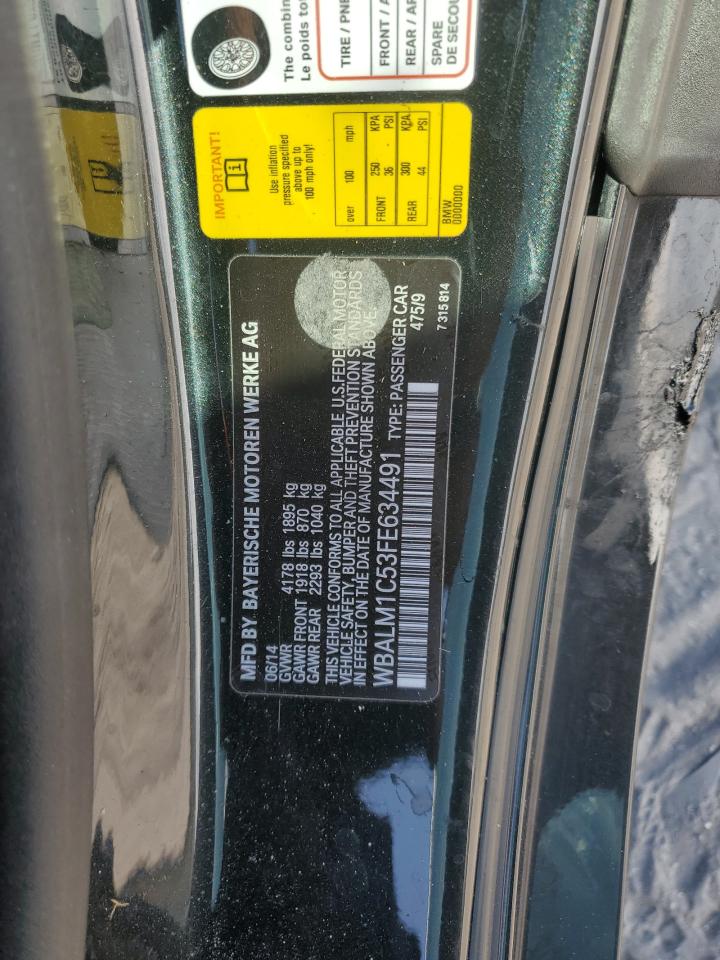 The combin
Le poids tot
TIRE / PNE
FRONT / A
REAR / AR
SPARE
DE SECOU
IMPORTANT!
Use inflation
pressure specified
above up to
100 mph only!
over 100 mph
FRONT 250 KPA
36 PSI
REAR 300 KPA
44 PSI
BMW
0000000
MFD BY BAYERISCHE MOTOREN WERKE AG
06/14
GVWR 4178 lbs 1895 kg
GAWR FRONT 1918 lbs 870 kg
GAWR REAR 2293 lbs 1040 kg
THIS VEHICLE CONFORMS TO ALL APPLICABLE U.S.FEDERAL MOTOR
VEHICLE SAFETY, BUMPER AND THEFT PREVENTION STANDARDS
IN EFFECT ON THE DATE OF MANUFACTURE SHOWN ABOVE.
WBALM1C53FE634491 TYPE: PASSENGER CAR
475/9
7 315 814